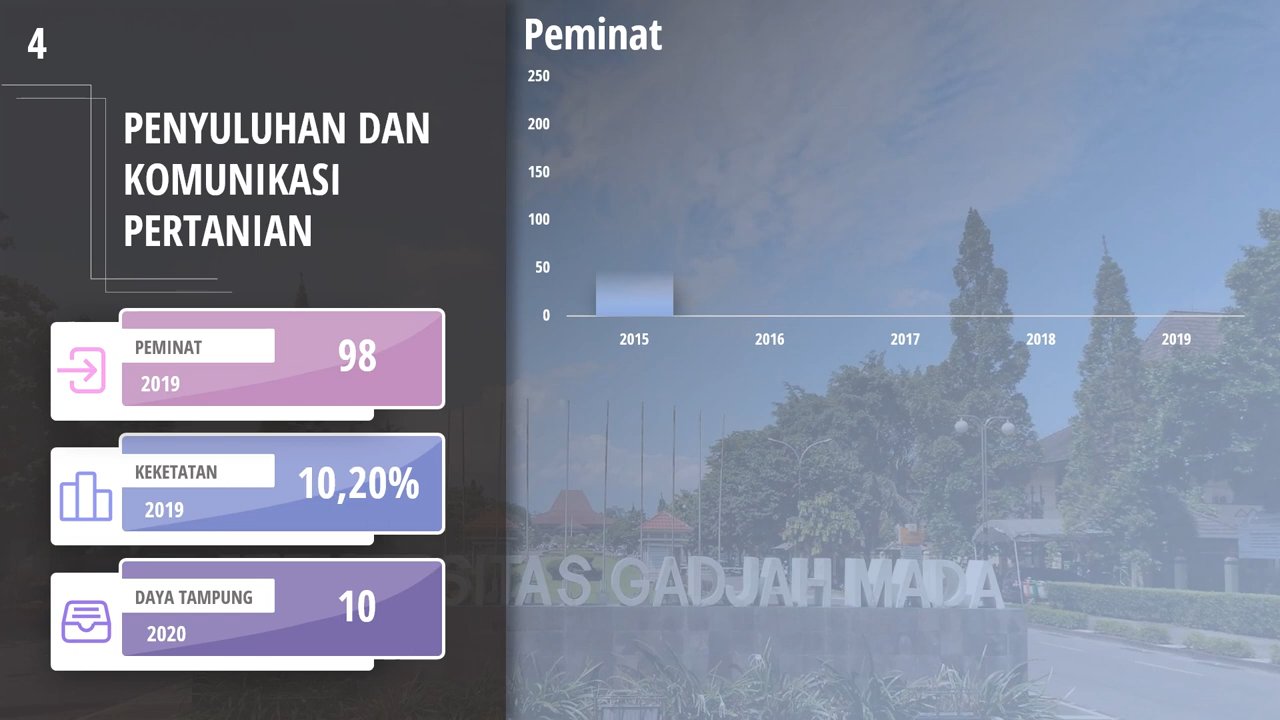 4
PENYULUHAN DAN
KOMUNIKASI
PERTANIAN
PEMINAT
98
2019
KEKETATAN
10,20%
2019
DAYA TAMPUNG
10
2020
Peminat
250
200
150
100
50
0
2015 2016 2017 2018 2019
SITAS GADJAH MADA